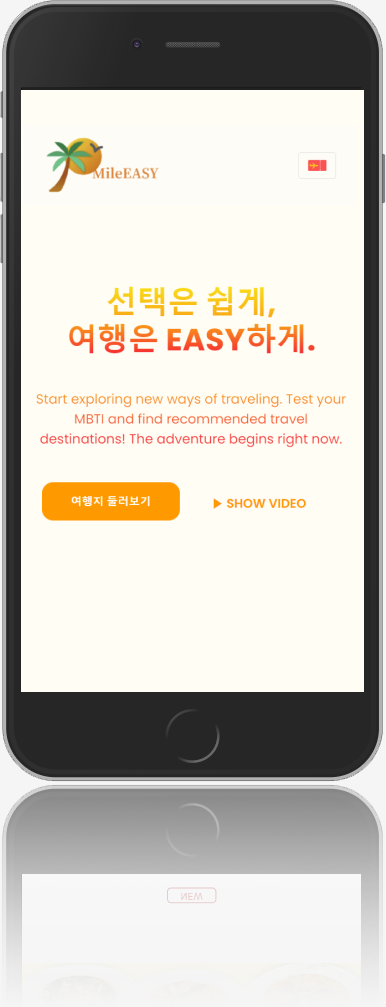 MileEASY
선택은 쉽게,
여행은 EASY하게.
Start exploring new ways of traveling. Test your
MBTI and find recommended travel
destinations! The adventure begins right now.
여행지 둘러보기
▶ SHOW VIDEO
NEW